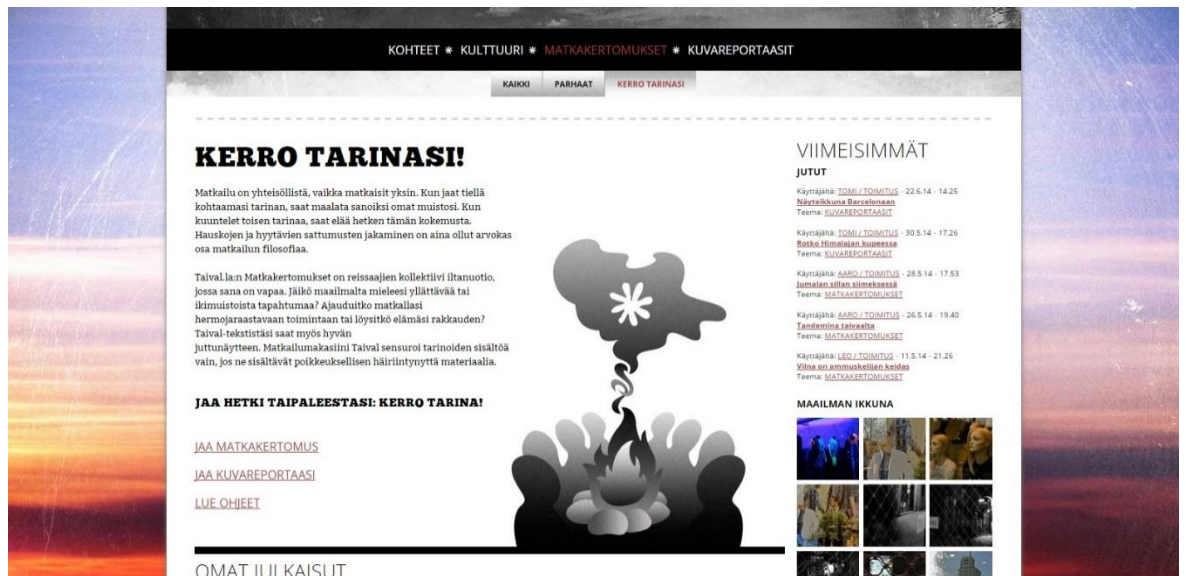 KOHTEET * KULTTUURI * MATKAKERTOMUKSET * KUVAREPORTAASIT
KAIKKI PARHAAT KERRO TARINASI
KERRO TARINASI!
Matkailu on yhteisöllistä, vaikka matkaisit yksin. Kun jaat tiellä
kohtaamasi tarinan, saat maalata sanoiksi omat muistosi. Kun
kuuntelet toisen tarinaa, saat elää hetken tämän kokemusta.
Hauskojen ja hyytävien sattumusten jakaminen on aina ollut arvokas
osa matkailun filosofiaa.
Taival.la:n Matkakertomukset on reissaajien kollektiivi iltanuotio,
jossa sana on vapaa. Jäikö maailmalta mieleesi yllättävää tai
ikimuistoista tapahtumaa? Ajauduitko matkallasi
hermojaraastavaan toimintaan tai löysitkö elämäsi rakkauden?
Taival-tekstistäsi saat myös hyvän
juttunäytteen. Matkailumakasiini Taival sensuroi tarinoiden sisältöä
vain, jos ne sisältävät poikkeuksellisen häiriintynyttä materiaalia.
JAA HETKI TAIPALEESTASI: KERRO TARINA!
JAA MATKAKERTOMUS
JAA KUVAREPORTAASI
LUE OHJEET
OMAT JULKAISUT
VIIMEISIMMÄT
JUTUT
Käyttäjältä: TOMI / TOIMITUS - 22.6.14 - 14.25
Näyteikkuna Barcelonaan
Teema: KUVAREPORTAASIT
Käyttäjältä: TOMI / TOIMITUS - 30.5.14 - 17.26
Rotko Himalajan kupeessa
Teema: KUVAREPORTAASIT
Käyttäjältä: AARO / TOIMITUS - 28.5.14 - 17.53
Jumalan sillan siimeksessä
Teema: MATKAKERTOMUKSET
Käyttäjältä: AARO / TOIMITUS - 26.5.14 - 19.40
Tandemina taivaalta
Teema: MATKAKERTOMUKSET
Käyttäjältä: LEO / TOIMITUS - 11.5.14 - 21.26
Vilna on ammuskelijan keidas
Teema: MATKAKERTOMUKSET
MAAILMAN IKKUNA